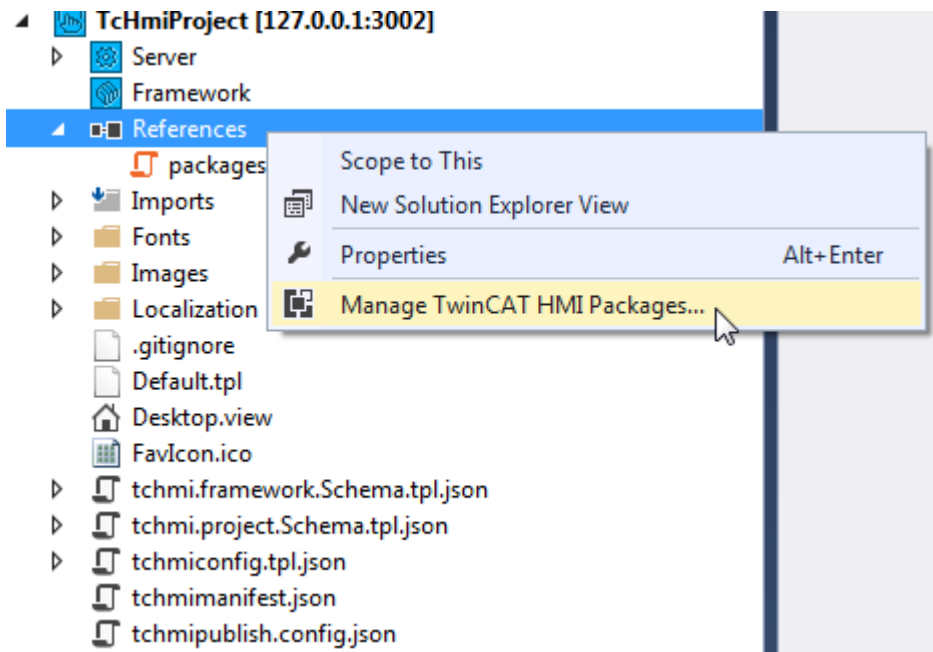 TcHmiProject [127.0.0.1:3002]
Server
Framework
References
packages
Imports
Fonts
Images
Localization
.gitignore
Default.tpl
Desktop.view
FavIcon.ico
tchmi.framework.Schema.tpl.json
tchmi.project.Schema.tpl.json
tchmiconfig.tpl.json
tchmimanifest.json
tchmipublish.config.json
Scope to This
New Solution Explorer View
Properties Alt+Enter
Manage TwinCAT HMI Packages...